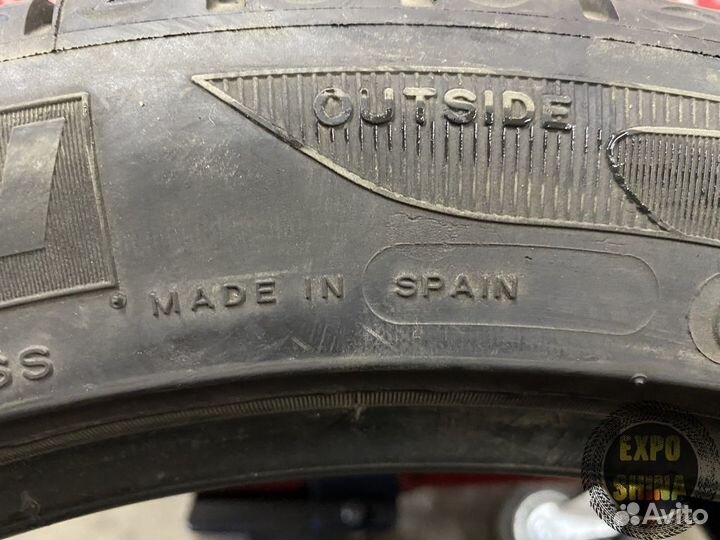 OUTSIDE
MADE IN SPAIN
SS
EXPO
SHINA
Avito